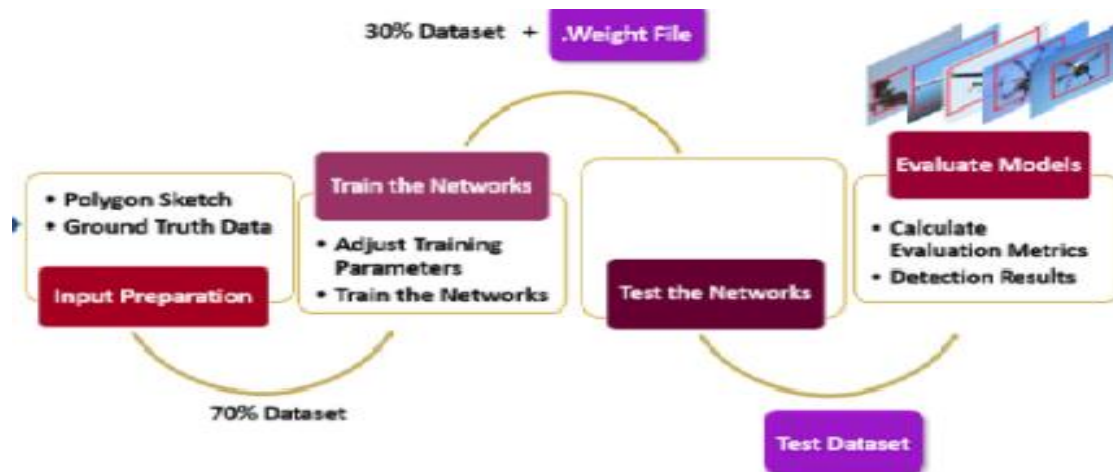 30% Dataset + .Weight File
• Polygon Sketch
• Ground Truth Data
Input Preparation
70% Dataset
Train the Networks
• Adjust Training
Parameters
• Train the Networks
Test the Networks
Test Dataset
Evaluate Models
• Calculate
Evaluation Metrics
• Detection Results